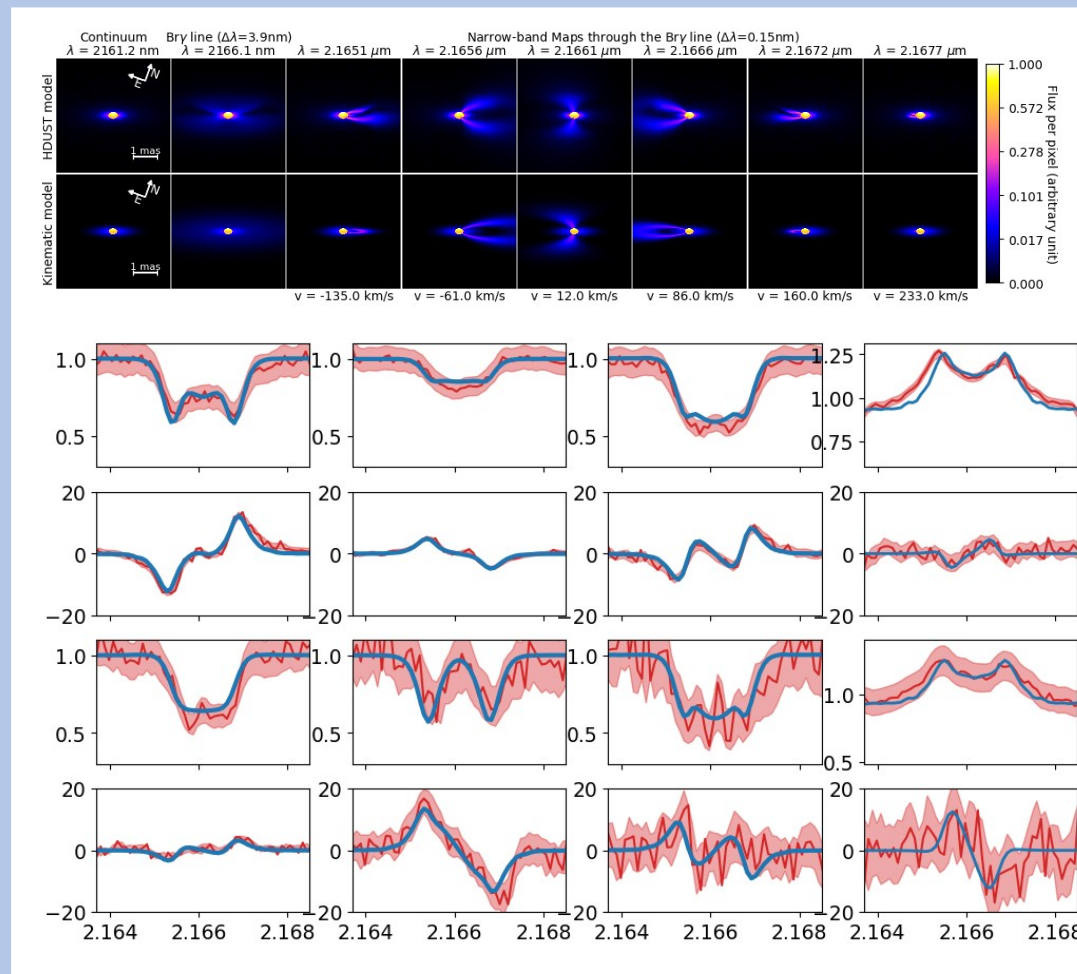 Continuum Brγ line (Δλ=3.9nm) Narrow-band Maps through the Brγ line (Δλ=0.15nm)
λ = 2161.2 nm λ = 2166.1 nm λ = 2.1651 μm λ = 2.1656 μm λ = 2.1661 μm λ = 2.1666 μm λ = 2.1672 μm λ = 2.1677 μm
HDUST model
E N
1 mas
Kinematic model
E N
1 mas
v = -135.0 km/s v = -61.0 km/s v = 12.0 km/s v = 86.0 km/s v = 160.0 km/s v = 233.0 km/s
1.000
0.572
0.278
0.101
0.017
0.000
Flux per pixel (arbitrary unit)
1.0 1.0 1.0 1.25
1.00
0.5 0.5 0.5 0.75
20 20 20 20
0 0 0 0
−20 −20 −20 −20
1.0 1.0 1.0 1.0
0.5 0.5 0.5 0.5
20 20 20 20
0 0 0 0
−20 −20 −20 −20
2.164 2.166 2.168 2.164 2.166 2.168 2.164 2.166 2.168 2.164 2.166